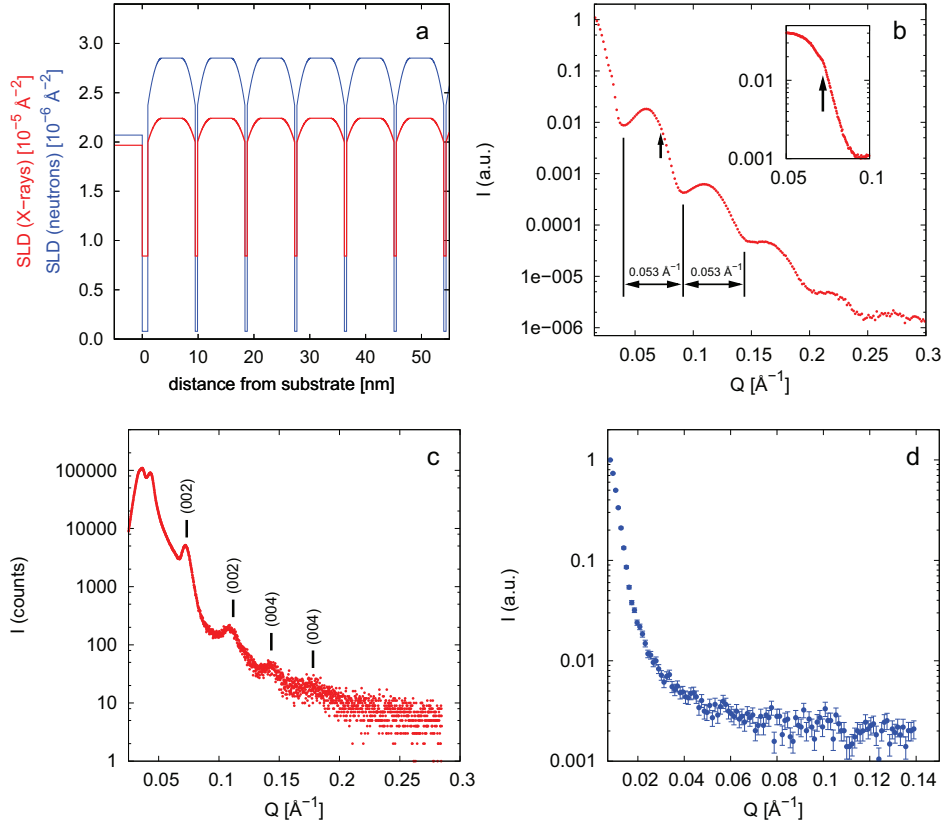 a
SLD (X−rays) [10⁻⁵ Å⁻²]
SLD (neutrons) [10⁻⁶ Å⁻²]
3.0
2.5
2.0
1.5
1.0
0.5
0.0
0 10 20 30 40 50
distance from substrate [nm]
b
I (a.u.)
1
0.1
0.01
0.001
0.0001
1e−005
1e−006
0.053 Å⁻¹ 0.053 Å⁻¹
0.01
0.001
0.05 0.1
0.05 0.1 0.15 0.2 0.25 0.3
Q [Å⁻¹]
c
I (counts)
100000
10000
1000
100
10
1
(002)
(002)
(004)
(004)
0.05 0.1 0.15 0.2 0.25 0.3
Q [Å⁻¹]
d
I (a.u.)
1
0.1
0.01
0.001
0.02 0.04 0.06 0.08 0.1 0.12 0.14
Q [Å⁻¹]